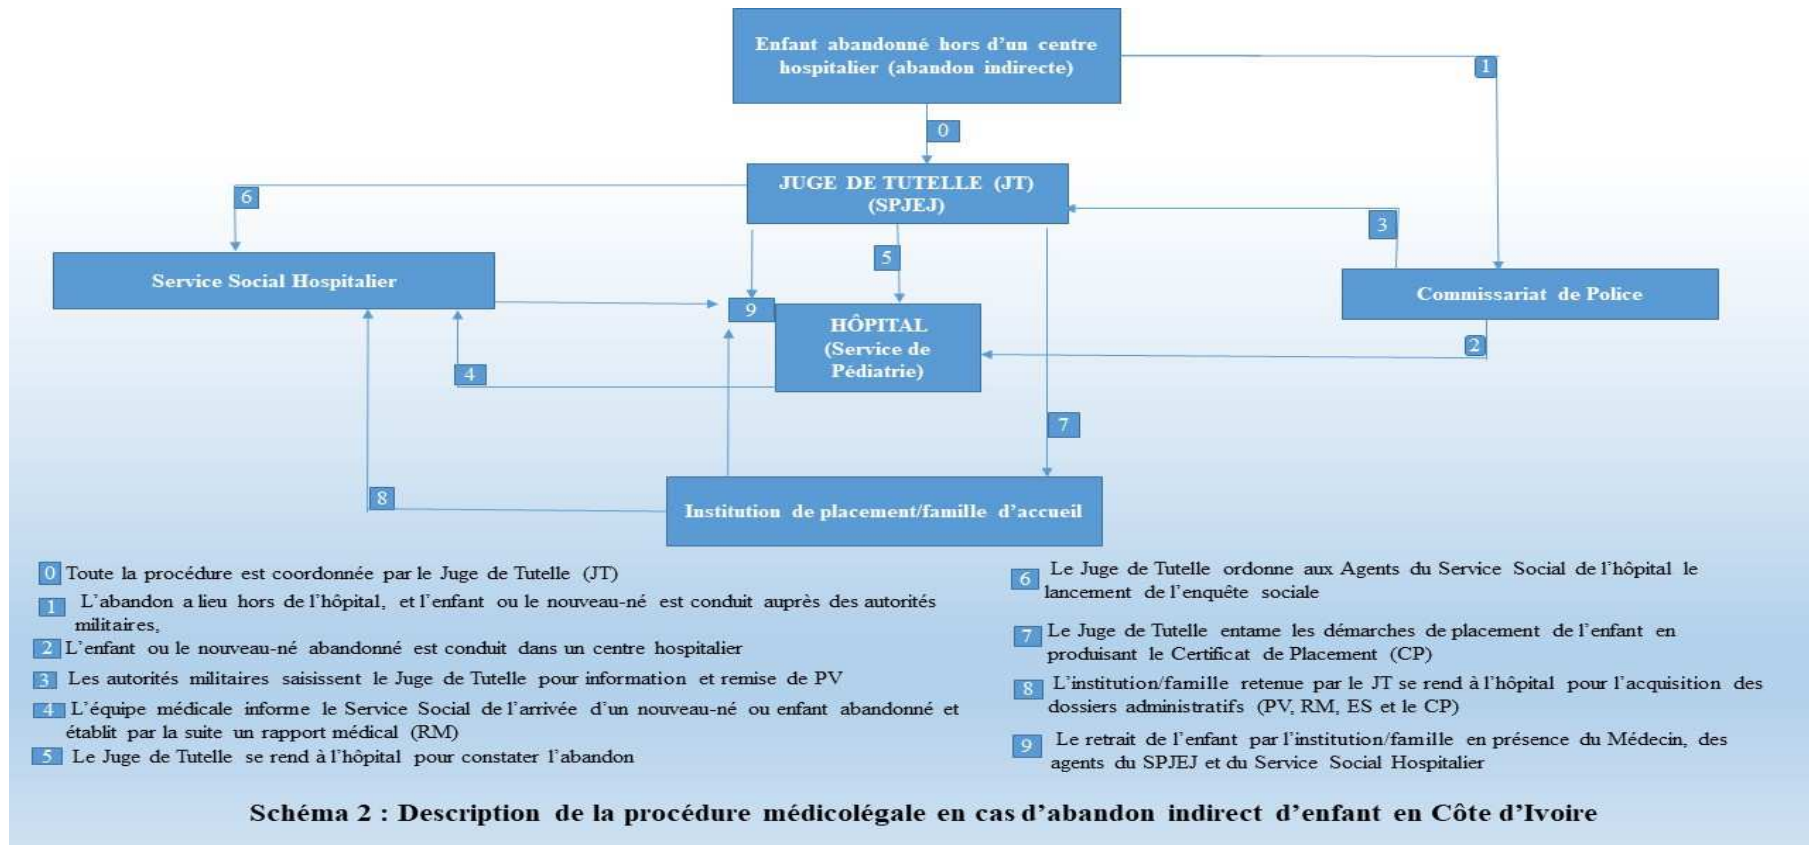 Enfant abandonné hors d'un centre
hospitalier (abandon indirecte)
1
0
JUGE DE TUTELLE (JT)
(SPJEJ)
6
3
5
Service Social Hospitalier
Commissariat de Police
9
HÔPITAL
(Service de
Pédiatrie)
2
4
7
8
Institution de placement/famille d'accueil
0 Toute la procédure est coordonnée par le Juge de Tutelle (JT)
1 L'abandon a lieu hors de l'hôpital, et l'enfant ou le nouveau-né est conduit auprès des autorités
militaires,
2 L'enfant ou le nouveau-né abandonné est conduit dans un centre hospitalier
3 Les autorités militaires saisissent le Juge de Tutelle pour information et remise de PV
4 L'équipe médicale informe le Service Social de l'arrivée d'un nouveau-né ou enfant abandonné et
établit par la suite un rapport médical (RM)
5 Le Juge de Tutelle se rend à l'hôpital pour constater l'abandon
6 Le Juge de Tutelle ordonne aux Agents du Service Social de l'hôpital le
lancement de l'enquête sociale
7 Le Juge de Tutelle entame les démarches de placement de l'enfant en
produisant le Certificat de Placement (CP)
8 L'institution/famille retenue par le JT se rend à l'hôpital pour l'acquisition des
dossiers administratifs (PV, RM, ES et le CP)
9 Le retrait de l'enfant par l'institution/famille en présence du Médecin, des
agents du SPJEJ et du Service Social Hospitalier
Schéma 2 : Description de la procédure médicolégale en cas d'abandon indirect d'enfant en Côte d'Ivoire